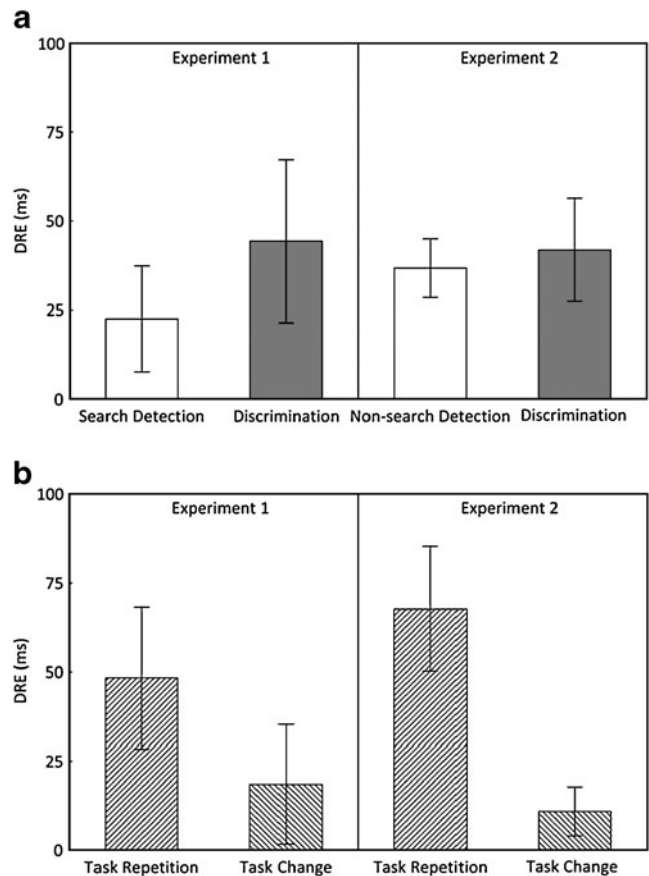 a
100
Experiment 1 Experiment 2
75
DRE (ms)
50
25
0
Search Detection Discrimination Non-search Detection Discrimination
b
100
Experiment 1 Experiment 2
75
DRE (ms)
50
25
0
Task Repetition Task Change Task Repetition Task Change